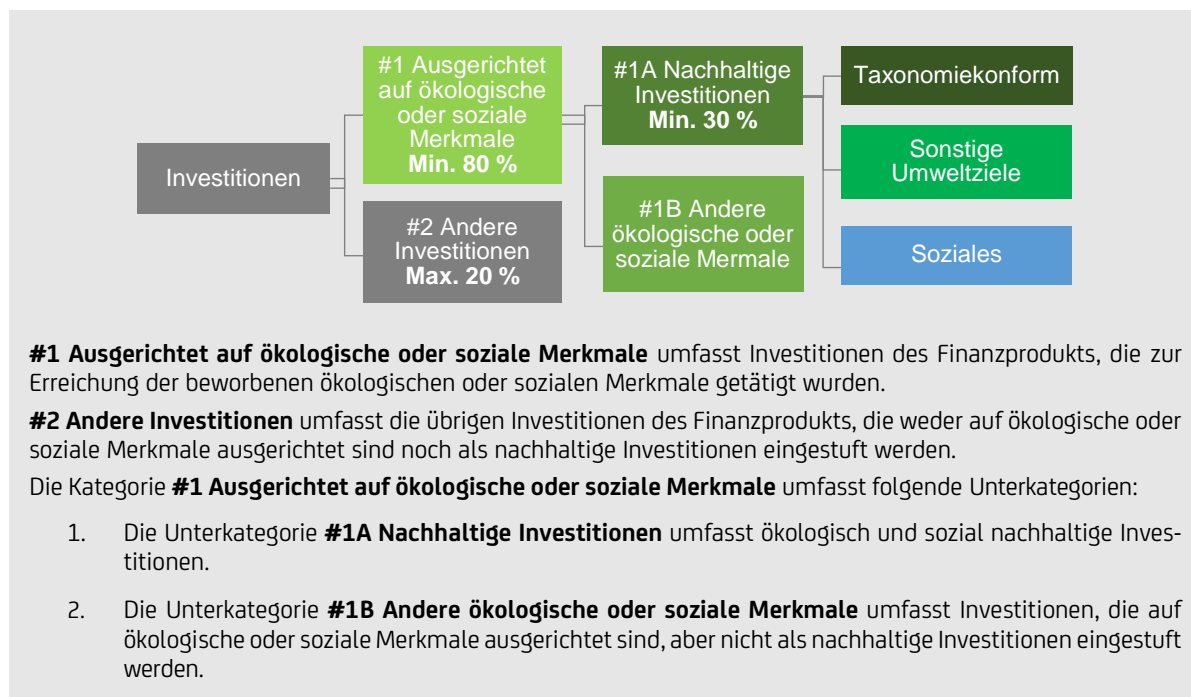 #1 Ausgerichtet
auf ökologische
oder soziale
Merkmale
Min. 80 %
#1A Nachhaltige
Investitionen
Min. 30 %
Taxonomiekonform
Sonstige
Umweltziele
Investitionen
#2 Andere
Investitionen
Max. 20 %
#1B Andere
ökologische oder
soziale Mermale
Soziales
#1 Ausgerichtet auf ökologische oder soziale Merkmale umfasst Investitionen des Finanzprodukts, die zur
Erreichung der beworbenen ökologischen oder sozialen Merkmale getätigt wurden.
#2 Andere Investitionen umfasst die übrigen Investitionen des Finanzprodukts, die weder auf ökologische oder
soziale Merkmale ausgerichtet sind noch als nachhaltige Investitionen eingestuft werden.
Die Kategorie #1 Ausgerichtet auf ökologische oder soziale Merkmale umfasst folgende Unterkategorien:
1. Die Unterkategorie #1A Nachhaltige Investitionen umfasst ökologisch und sozial nachhaltige Inves-
titionen.
2. Die Unterkategorie #1B Andere ökologische oder soziale Merkmale umfasst Investitionen, die auf
ökologische oder soziale Merkmale ausgerichtet sind, aber nicht als nachhaltige Investitionen eingestuft
werden.